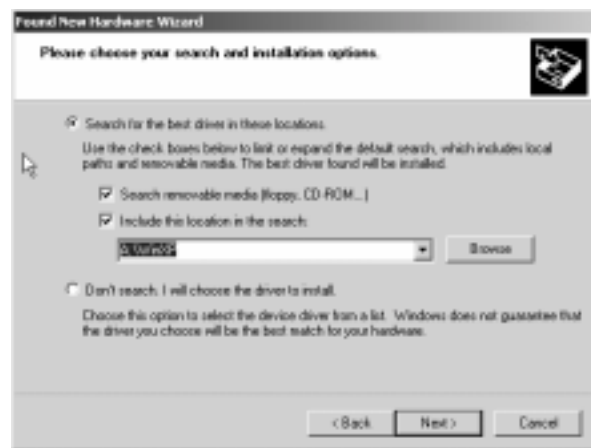 Found New Hardware Wizard
Please choose your search and installation options.
Search for the best driver in these locations.
Use the check boxes below to limit or expand the default search, which includes local
paths and removable media. The best driver found will be installed.
Search removable media (floppy, CD-ROM...)
Include this location in the search:
Browse
Don't search. I will choose the driver to install.
Choose this option to select the device driver from a list. Windows does not guarantee that
the driver you choose will be the best match for your hardware.
< Back
Next >
Cancel